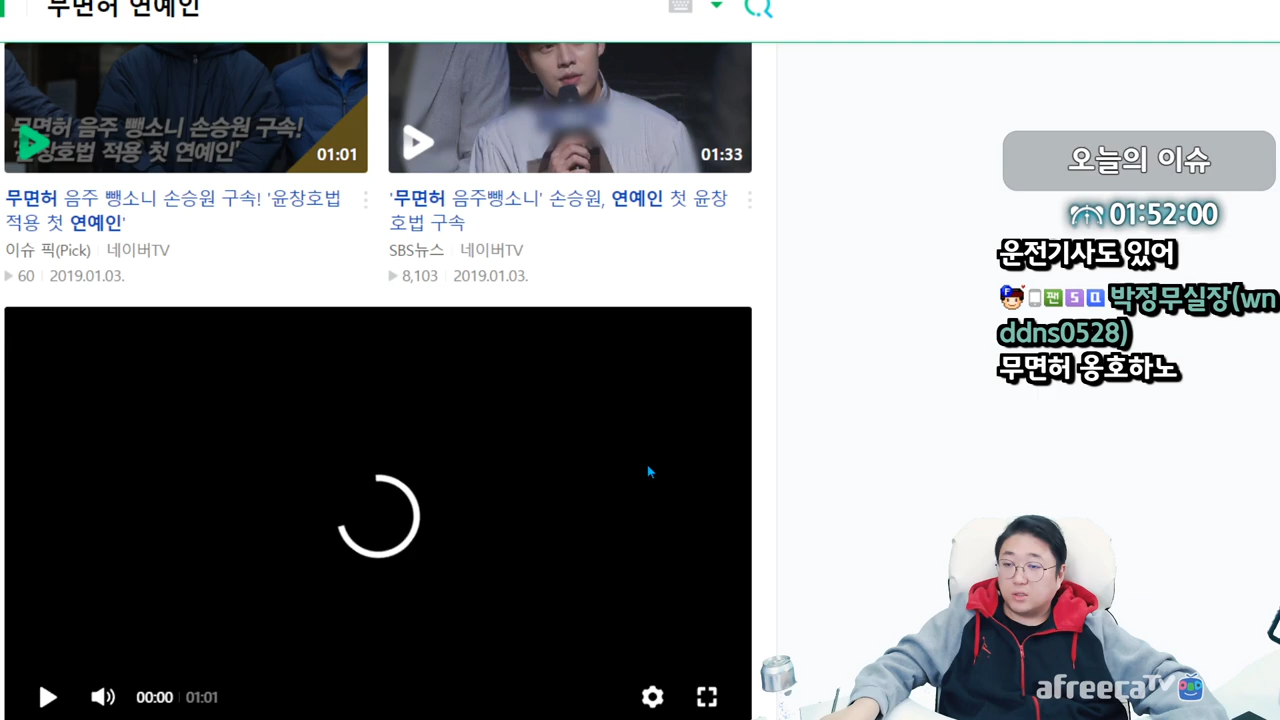 무면허 연예인
무면허 음주 뺑소니 손승원 구속!
'윤창호법 적용 첫 연예인'
01:01
01:33
무면허 음주 뺑소니 손승원 구속! '윤창호법
적용 첫 연예인'
이슈 픽(Pick) 네이버TV
60 2019.01.03.
'무면허 음주뺑소니' 손승원, 연예인 첫 윤창
호법 구속
SBS뉴스 네이버TV
8,103 2019.01.03.
00:00 01:01
오늘의 이슈
01:52:00
운전기사도 있어
팬 5 박정무실장(wn
ddns0528)
무면허 옹호하노
afreecaTV